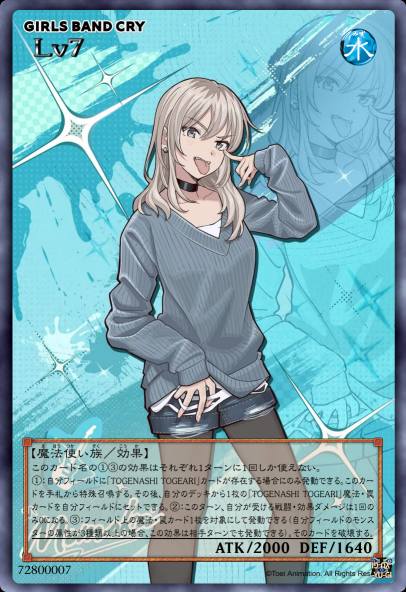 GIRLS BAND CRY
Lv7
水
【魔法使い族／効果】
このカード名の①③の効果はそれぞれ1ターンに1回しか使えない。
①:自分フィールドに「TOGENASHI TOGEARI」カードが存在する場合にのみ発動できる。このカー
ドを手札から特殊召喚する。その後、自分のデッキから1枚の「TOGENASHI TOGEARI」魔法・罠
カードを自分フィールドにセットできる。②:このターン、自分が受ける戦闘・効果ダメージは1回
のみ0になる。③:フィールド上の魔法・罠カード1枚を対象にして発動できる(自分フィールドのモンス
ターの属性が3種類以上の場合、この効果は相手ターンでも発動できる)。そのカードを破壊する。
ATK/2000 DEF/1640
72800007
©Toei Animation. All Rights Res